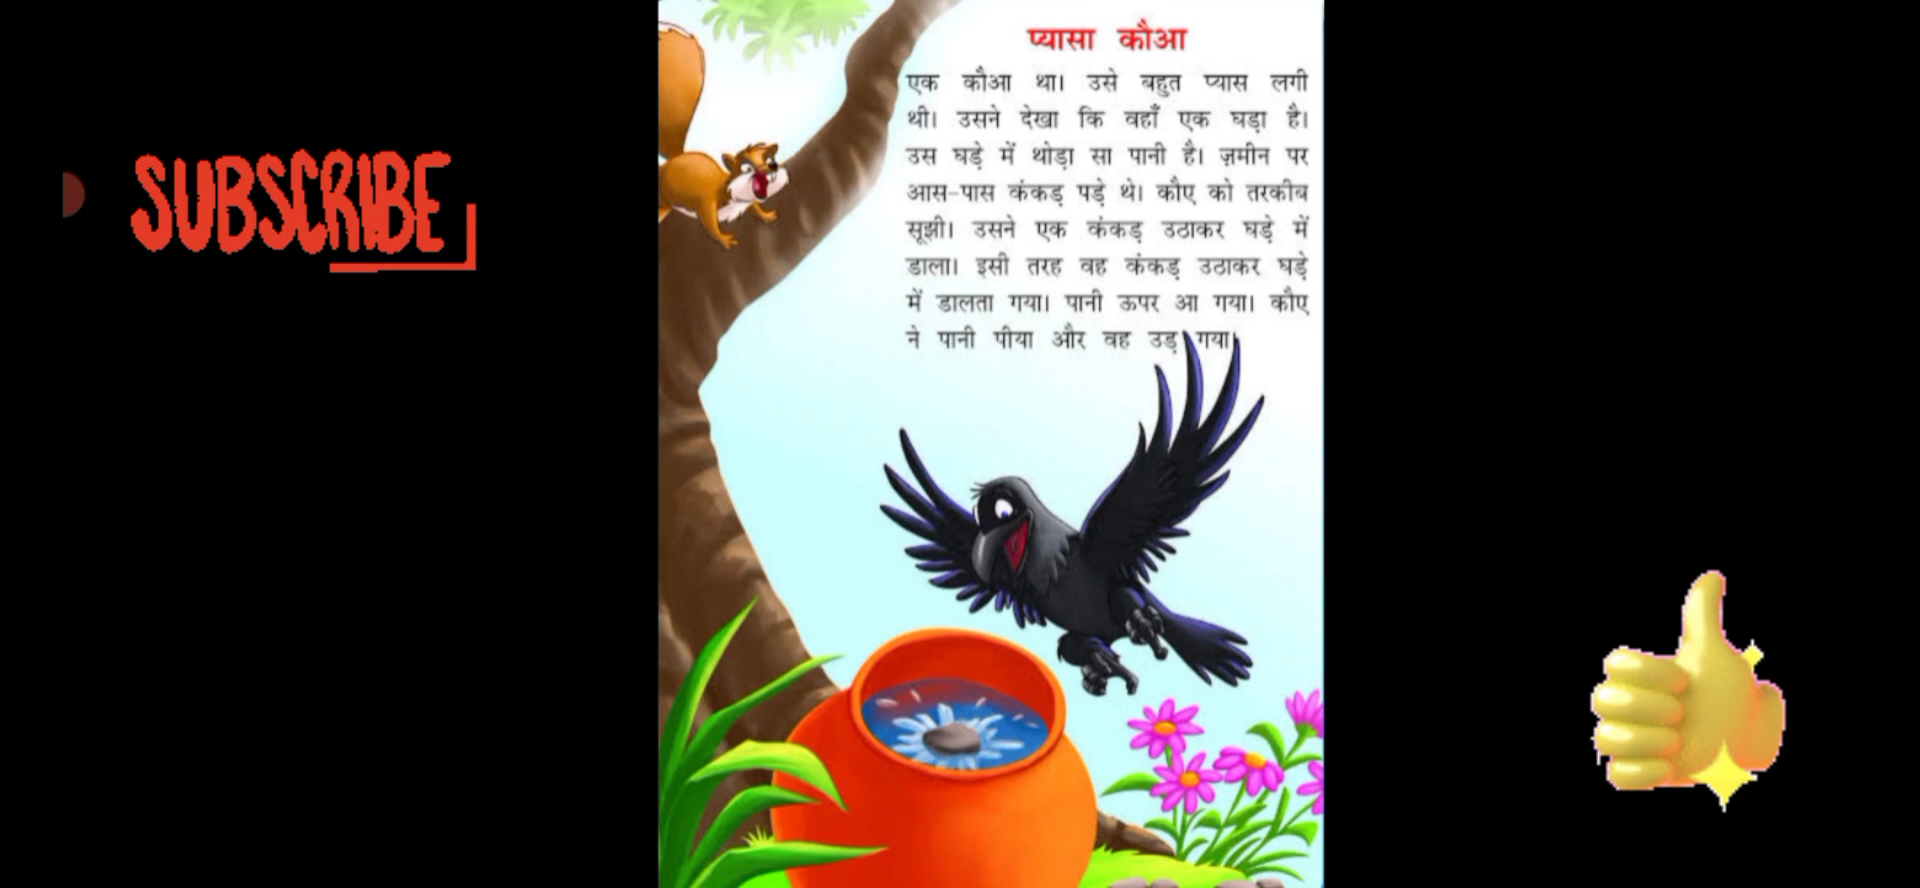 SUBSCRIBE
प्यासा कौआ
एक कौआ था। उसे बहुत प्यास लगी
थी। उसने देखा कि वहाँ एक घड़ा है।
उस घड़े में थोड़ा सा पानी है। ज़मीन पर
आस-पास कंकड़ पड़े थे। कौए को तरकीब
सूझी। उसने एक कंकड़ उठाकर घड़े में
डाला। इसी तरह वह कंकड़ उठाकर घड़े
में डालता गया। पानी ऊपर आ गया। कौए
ने पानी पीया और वह उड़ गया।